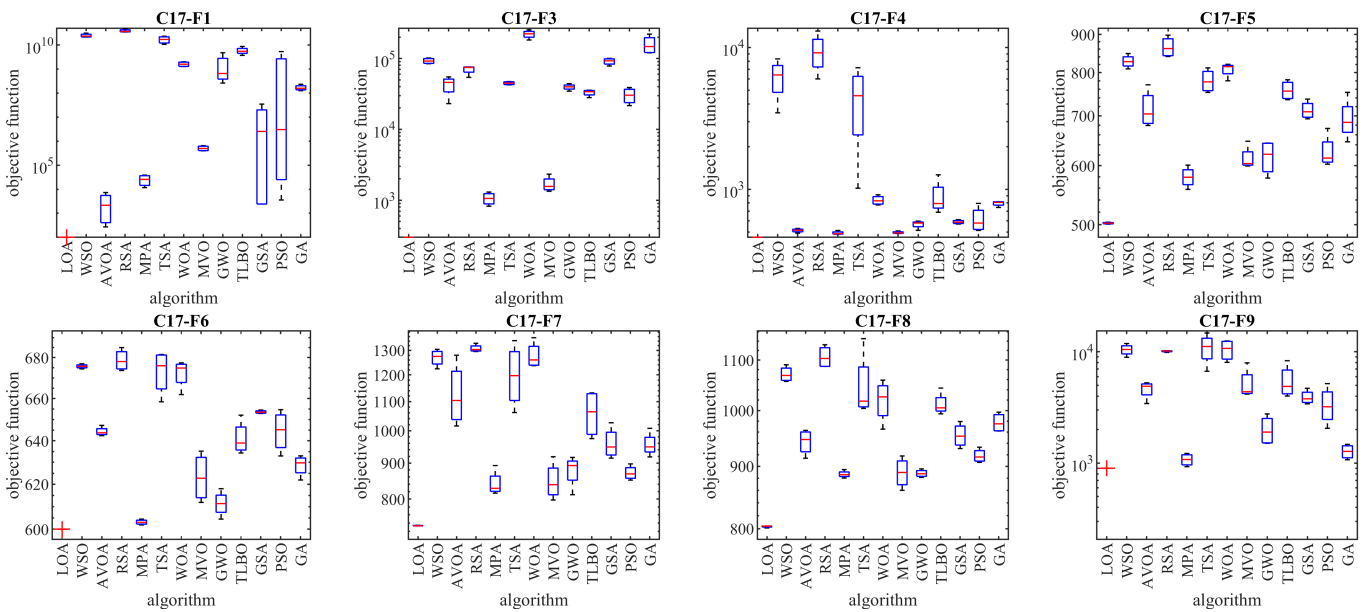 C17-F1
objective function
10^10
10^5
LOA
WSO
AVOA
RSA
MPA
TSA
WOA
MVO
GWO
TLBO
GSA
PSO
GA
algorithm
C17-F3
objective function
10^5
10^4
10^3
LOA
WSO
AVOA
RSA
MPA
TSA
WOA
MVO
GWO
TLBO
GSA
PSO
GA
algorithm
C17-F4
objective function
10^4
10^3
LOA
WSO
AVOA
RSA
MPA
TSA
WOA
MVO
GWO
TLBO
GSA
PSO
GA
algorithm
C17-F5
objective function
900
800
700
600
500
LOA
WSO
AVOA
RSA
MPA
TSA
WOA
MVO
GWO
TLBO
GSA
PSO
GA
algorithm
C17-F6
objective function
680
660
640
620
600
LOA
WSO
AVOA
RSA
MPA
TSA
WOA
MVO
GWO
TLBO
GSA
PSO
GA
algorithm
C17-F7
objective function
1300
1200
1100
1000
900
800
LOA
WSO
AVOA
RSA
MPA
TSA
WOA
MVO
GWO
TLBO
GSA
PSO
GA
algorithm
C17-F8
objective function
1100
1000
900
800
LOA
WSO
AVOA
RSA
MPA
TSA
WOA
MVO
GWO
TLBO
GSA
PSO
GA
algorithm
C17-F9
objective function
10^4
10^3
LOA
WSO
AVOA
RSA
MPA
TSA
WOA
MVO
GWO
TLBO
GSA
PSO
GA
algorithm